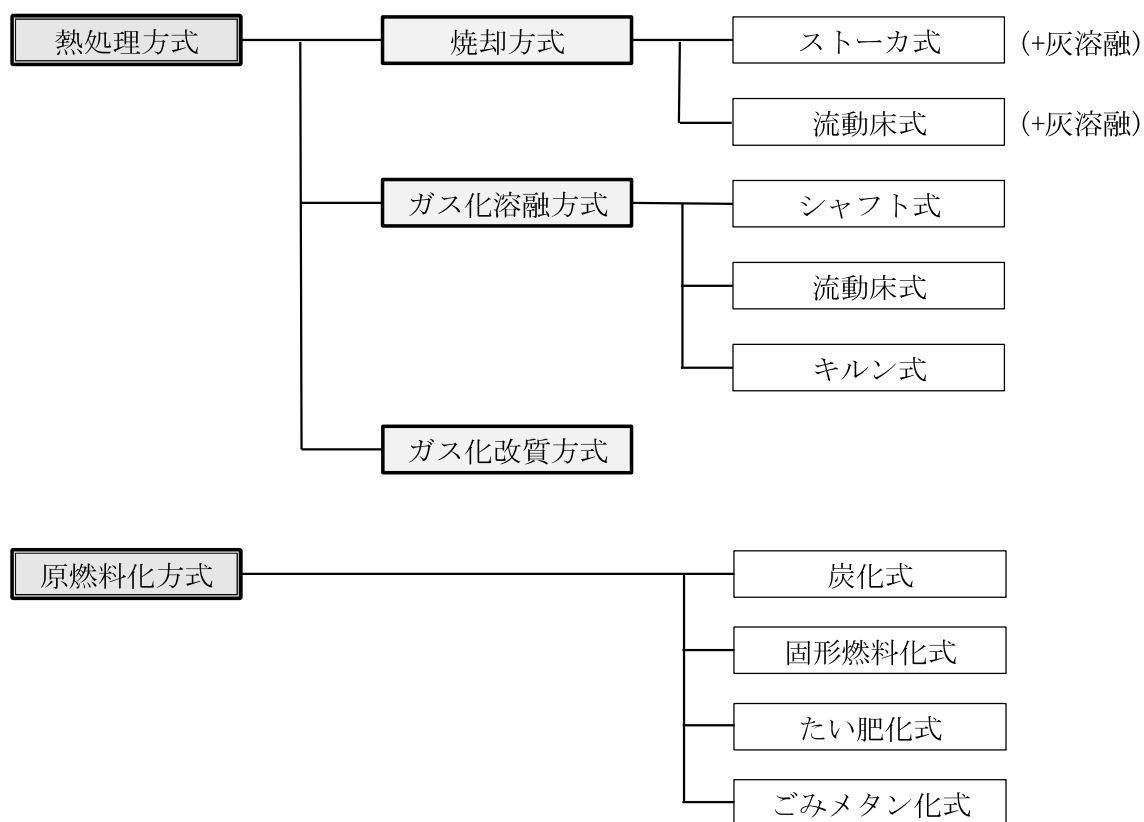 熱処理方式
焼却方式
ストーカ式 (+灰溶融)
流動床式 (+灰溶融)
ガス化溶融方式
シャフト式
流動床式
キルン式
ガス化改質方式
原燃料化方式
炭化式
固形燃料化式
たい肥化式
ごみメタン化式